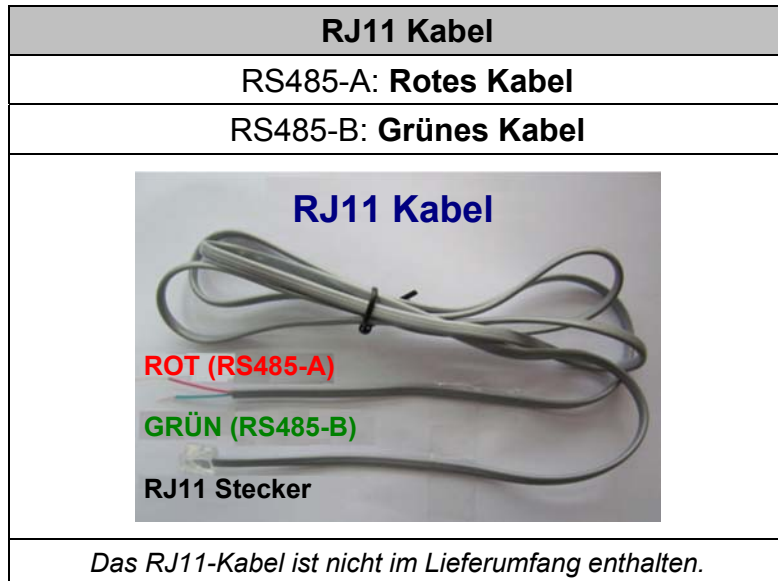 RJ11 Kabel
RS485-A: Rotes Kabel
RS485-B: Grünes Kabel
RJ11 Kabel
ROT (RS485-A)
GRÜN (RS485-B)
RJ11 Stecker
Das RJ11-Kabel ist nicht im Lieferumfang enthalten.